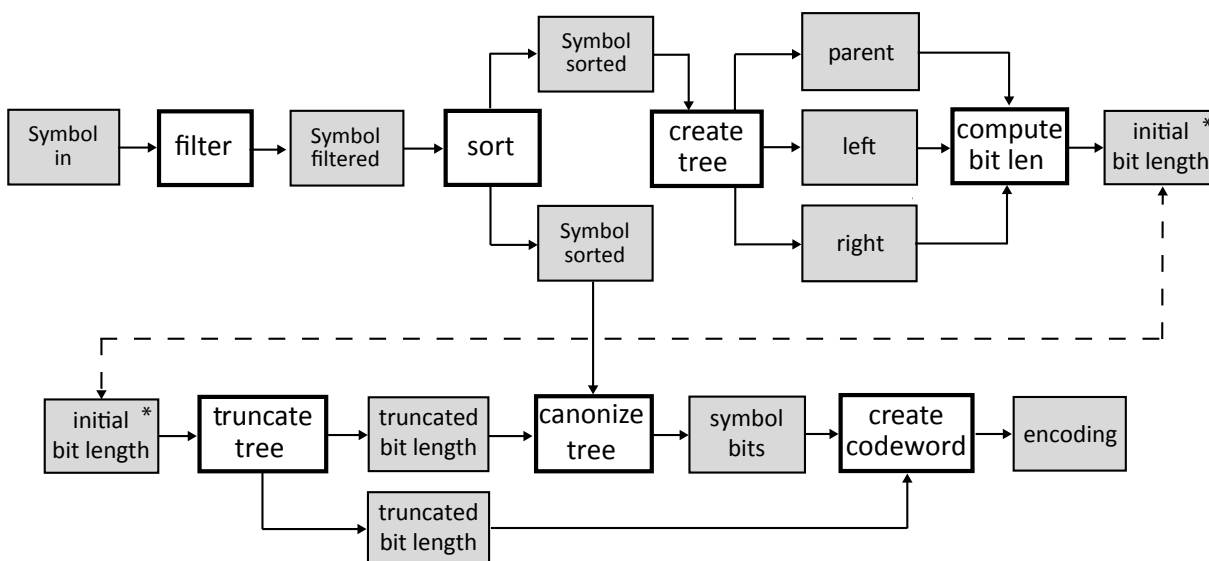 Symbol
in
filter
Symbol
filtered
sort
Symbol
sorted
Symbol
sorted
create
tree
parent
left
right
compute
bit len
initial *
bit length
initial *
bit length
truncate
tree
truncated
bit length
truncated
bit length
canonize
tree
symbol
bits
create
codeword
encoding